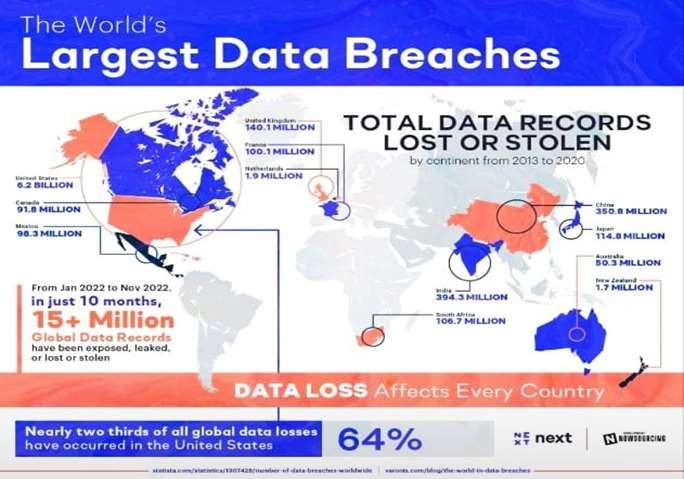 The World's
Largest Data Breaches
TOTAL DATA RECORDS
LOST OR STOLEN
by continent from 2013 to 2020
United Kingdom
140.1 MILLION
France
100.1 MILLION
Netherlands
1.9 MILLION
United States
6.2 BILLION
Canada
91.8 MILLION
Mexico
98.3 MILLION
China
350.8 MILLION
Japan
114.8 MILLION
Australia
50.3 MILLION
New Zealand
1.7 MILLION
India
394.3 MILLION
South Africa
106.7 MILLION
From Jan 2022 to Nov 2022,
in just 10 months,
15+ Million
Global Data Records
have been exposed, leaked,
or lost or stolen
DATA LOSS Affects Every Country
Nearly two thirds of all global data losses
have occurred in the United States
64%
NE
XT next
NOWSOURCING
statista.com/statistics/1307426/number-of-data-breaches-worldwide
varonis.com/blog/the-world-in-data-breaches